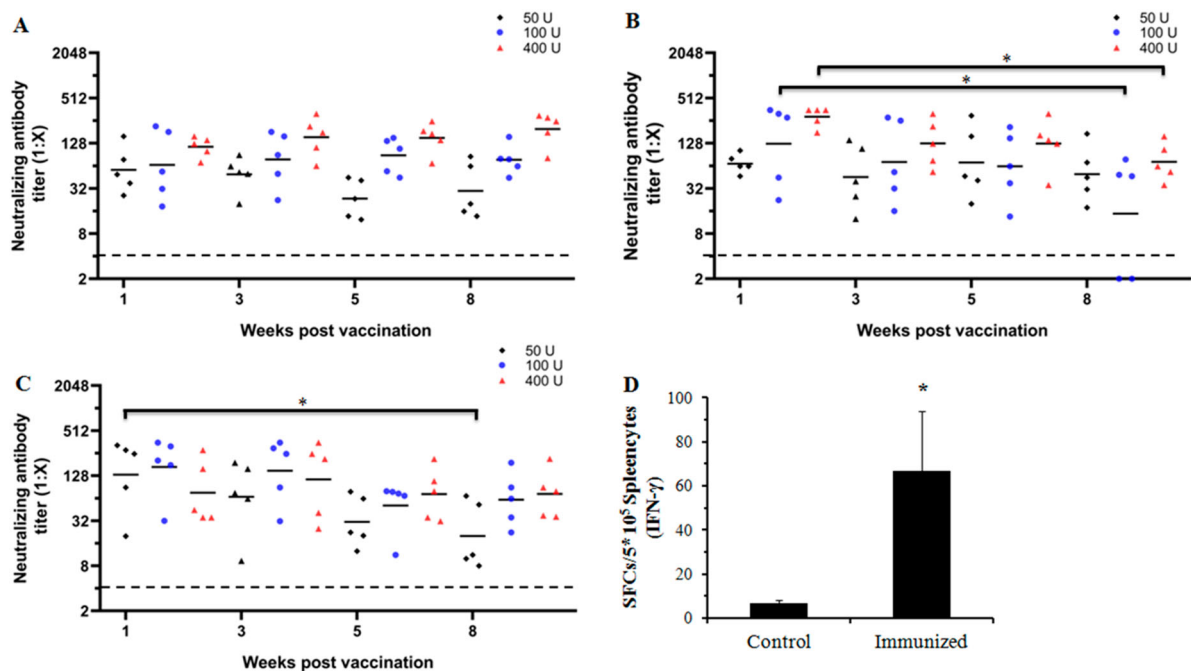 A
50 U
100 U
400 U
2048
512
128
32
8
2
Neutralizing antibody
titer (1:X)
1 3 5 8
Weeks post vaccination
B
50 U
100 U
400 U
*
*
2048
512
128
32
8
2
Neutralizing antibody
titer (1:X)
1 3 5 8
Weeks post vaccination
C
50 U
100 U
400 U
*
2048
512
128
32
8
2
Neutralizing antibody
titer (1:X)
1 3 5 8
Weeks post vaccination
D
*
100
80
60
40
20
0
SFCs/5*10⁵ Spleencytes
(IFN-γ)
Control Immunized